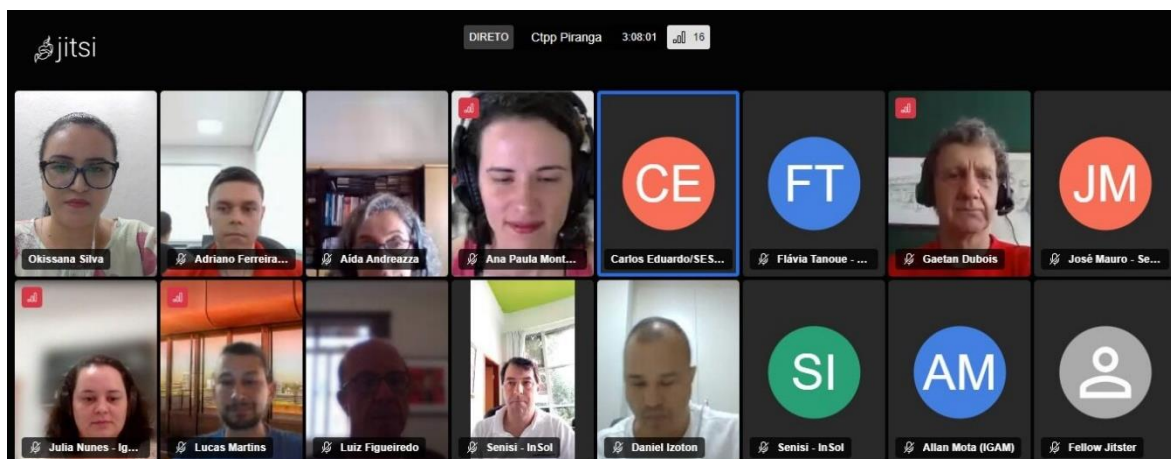 jitsi
DIRETO Ctpp Piranga 3:08:01 16
CE FT JM
Okissana Silva Adriano Ferreira... Aída Andreazza Ana Paula Mont... Carlos Eduardo/SES... Flávia Tanoue - ... Gaetan Dubois José Mauro - Se...
SI AM
Julia Nunes - Ig... Lucas Martins Luiz Figueiredo Senisi - InSol Daniel Izoton Senisi - InSol Allan Mota (IGAM) Fellow Jitster